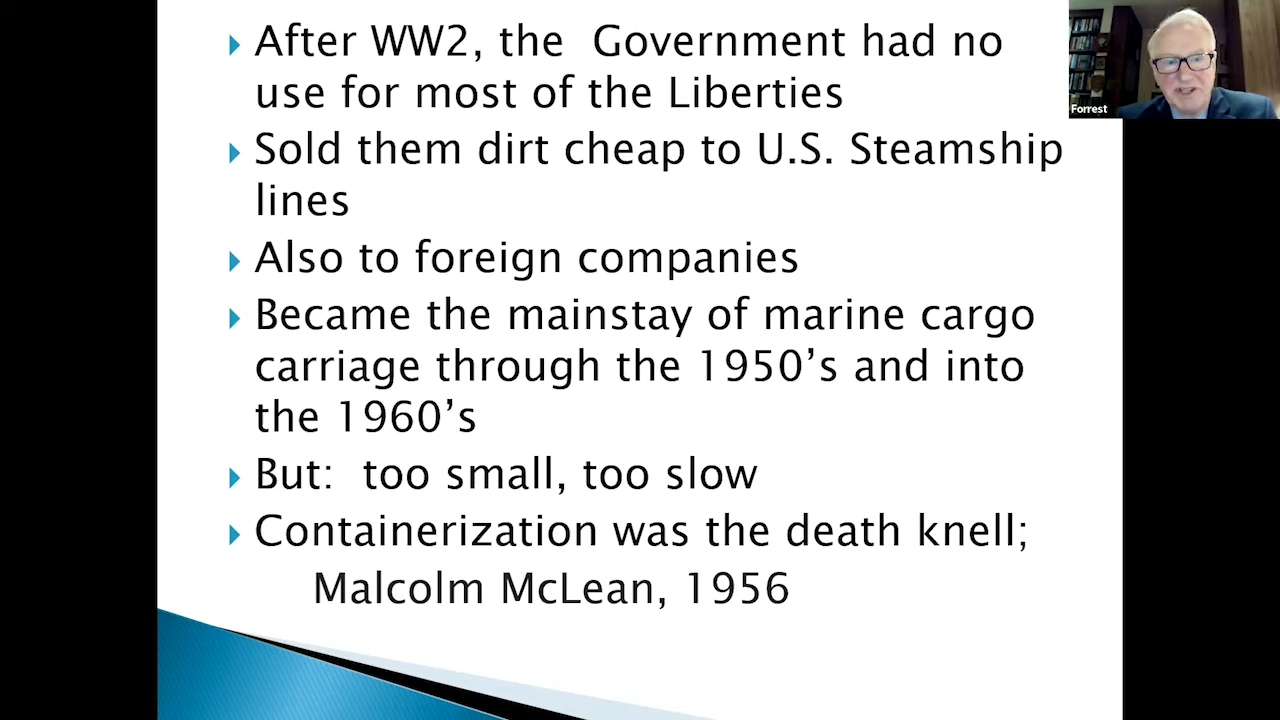 After WW2, the  Government had no
use for most of the Liberties
Sold them dirt cheap to U.S. Steamship
lines
Also to foreign companies
Became the mainstay of marine cargo
carriage through the 1950’s and into
the 1960’s
But:  too small, too slow
Containerization was the death knell;
Malcolm McLean, 1956
Forrest